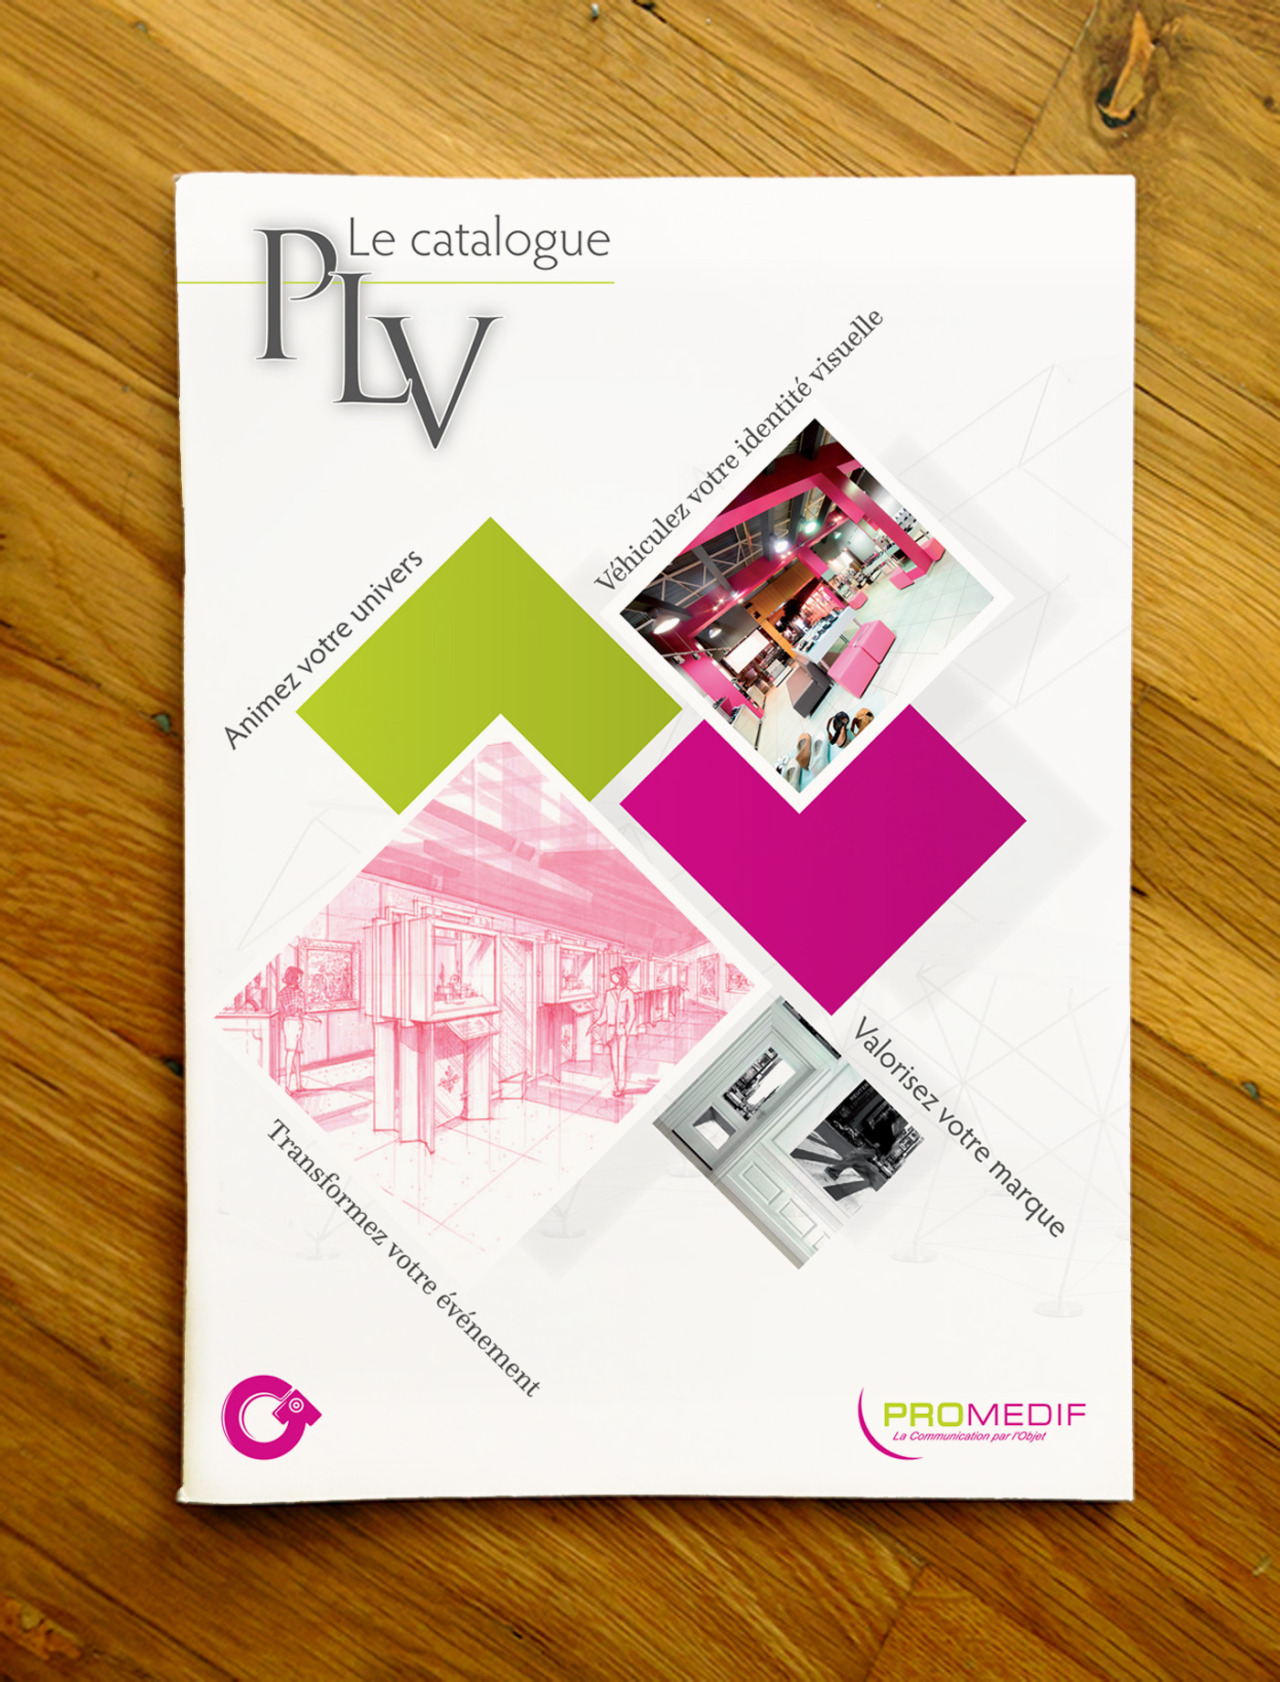 Le catalogue
PLV
Véhiculez votre identité visuelle
Animez votre univers
Valorisez votre marque
Transformez votre événement
PROMEDIF
La Communication par l'Objet